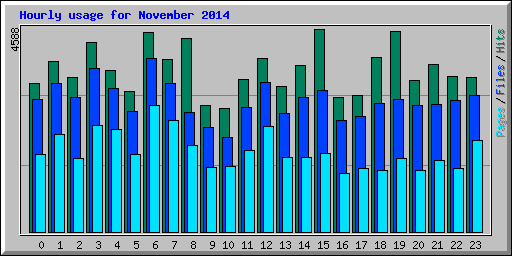 Hourly usage for November 2014
4588
Pages / Files / Hits
0 1 2 3 4 5 6 7 8 9 10 11 12 13 14 15 16 17 18 19 20 21 22 23